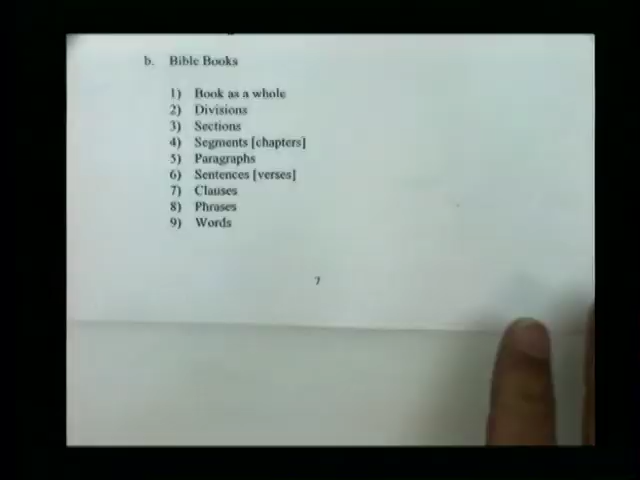 b. Bible Books
1) Book as a whole
2) Divisions
3) Sections
4) Segments [chapters]
5) Paragraphs
6) Sentences [verses]
7) Clauses
8) Phrases
9) Words
7